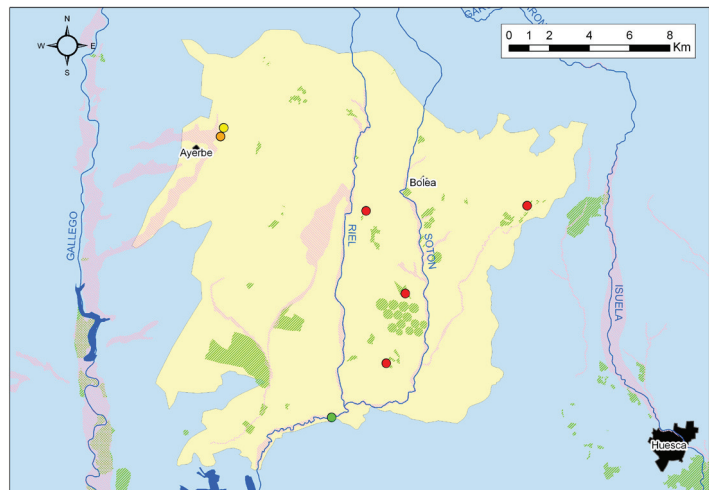 N
W E
S
GALLEGO
Ayerbe
RIEL
SOTON
Bolea
ISUELA
0 1 2 4 6 8
Km
Huesca